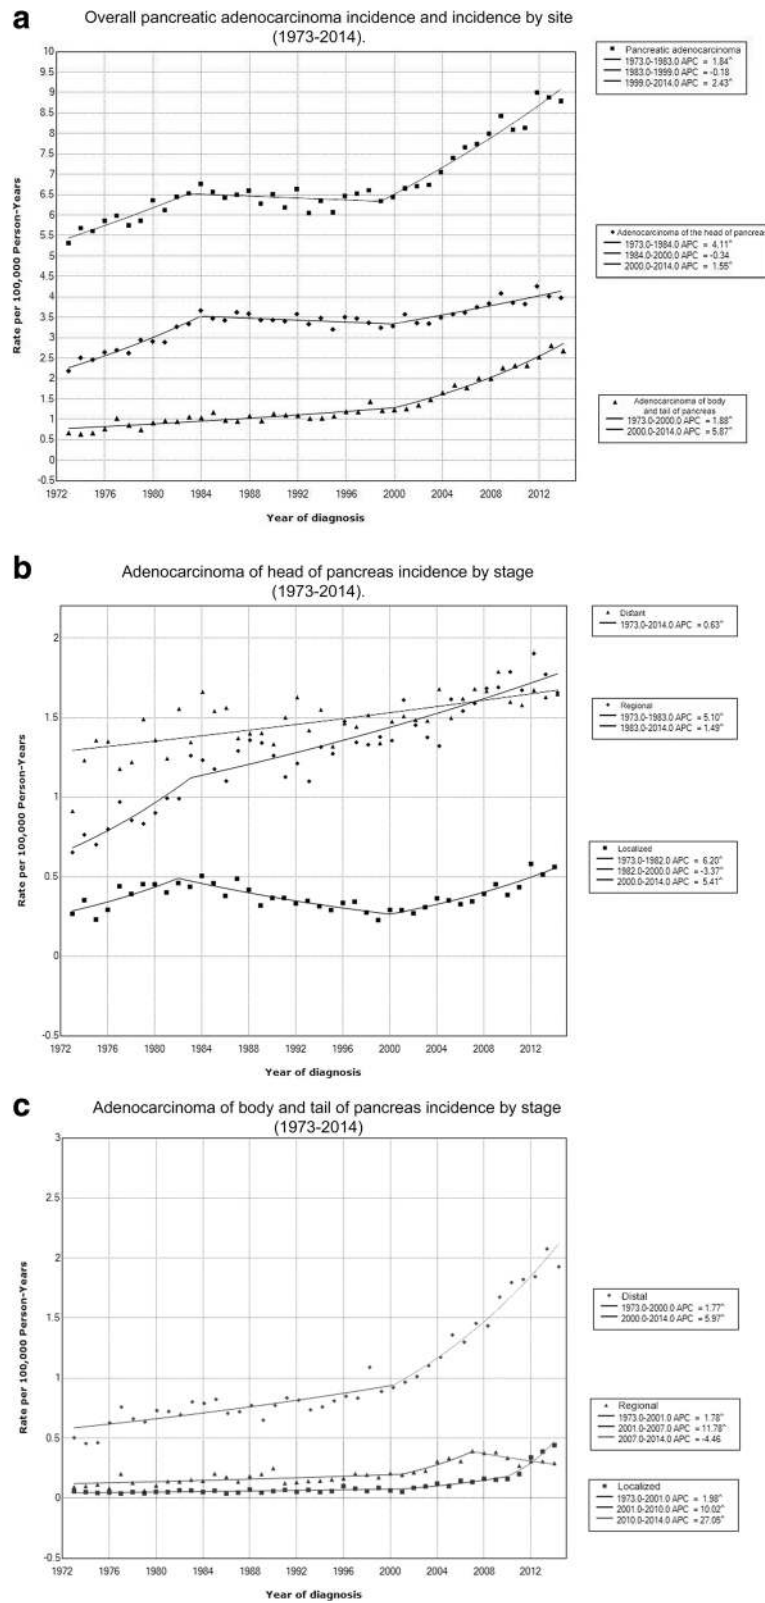 a
Overall pancreatic adenocarcinoma incidence and incidence by site
(1973-2014).
Rate per 100,000 Person-Years
10
9.5
9
8.5
8
7.5
7
6.5
6
5.5
5
4.5
4
3.5
3
2.5
2
1.5
1
0.5
0
-0.5
1972 1976 1980 1984 1988 1992 1996 2000 2004 2008 2012
Year of diagnosis
Pancreatic adenocarcinoma
1973.0-1983.0 APC = 1.84^
1983.0-1999.0 APC = -0.18
1999.0-2014.0 APC = 2.43^
Adenocarcinoma of the head of pancreas
1973.0-1984.0 APC = 4.11^
1984.0-2000.0 APC = -0.34
2000.0-2014.0 APC = 1.55^
Adenocarcinoma of body
and tail of pancreas
1973.0-2000.0 APC = 1.88^
2000.0-2014.0 APC = 5.87^
b
Adenocarcinoma of head of pancreas incidence by stage
(1973-2014).
Rate per 100,000 Person-Years
2
1.5
1
0.5
0
-0.5
1972 1976 1980 1984 1988 1992 1996 2000 2004 2008 2012
Year of diagnosis
Distant
1973.0-2014.0 APC = 0.63^
Regional
1973.0-1983.0 APC = 5.10^
1983.0-2014.0 APC = 1.49^
Localized
1973.0-1982.0 APC = 6.20^
1982.0-2000.0 APC = -3.37^
2000.0-2014.0 APC = 5.41^
c
Adenocarcinoma of body and tail of pancreas incidence by stage
(1973-2014)
Rate per 100,000 Person-Years
3
2.5
2
1.5
1
0.5
0
-0.5
1972 1976 1980 1984 1988 1992 1996 2000 2004 2008 2012
Year of diagnosis
Distal
1973.0-2000.0 APC = 1.77^
2000.0-2014.0 APC = 5.97^
Regional
1973.0-2001.0 APC = 1.78^
2001.0-2007.0 APC = 11.78^
2007.0-2014.0 APC = -4.46
Localized
1973.0-2001.0 APC = 1.98^
2001.0-2010.0 APC = 10.02^
2010.0-2014.0 APC = 27.05^